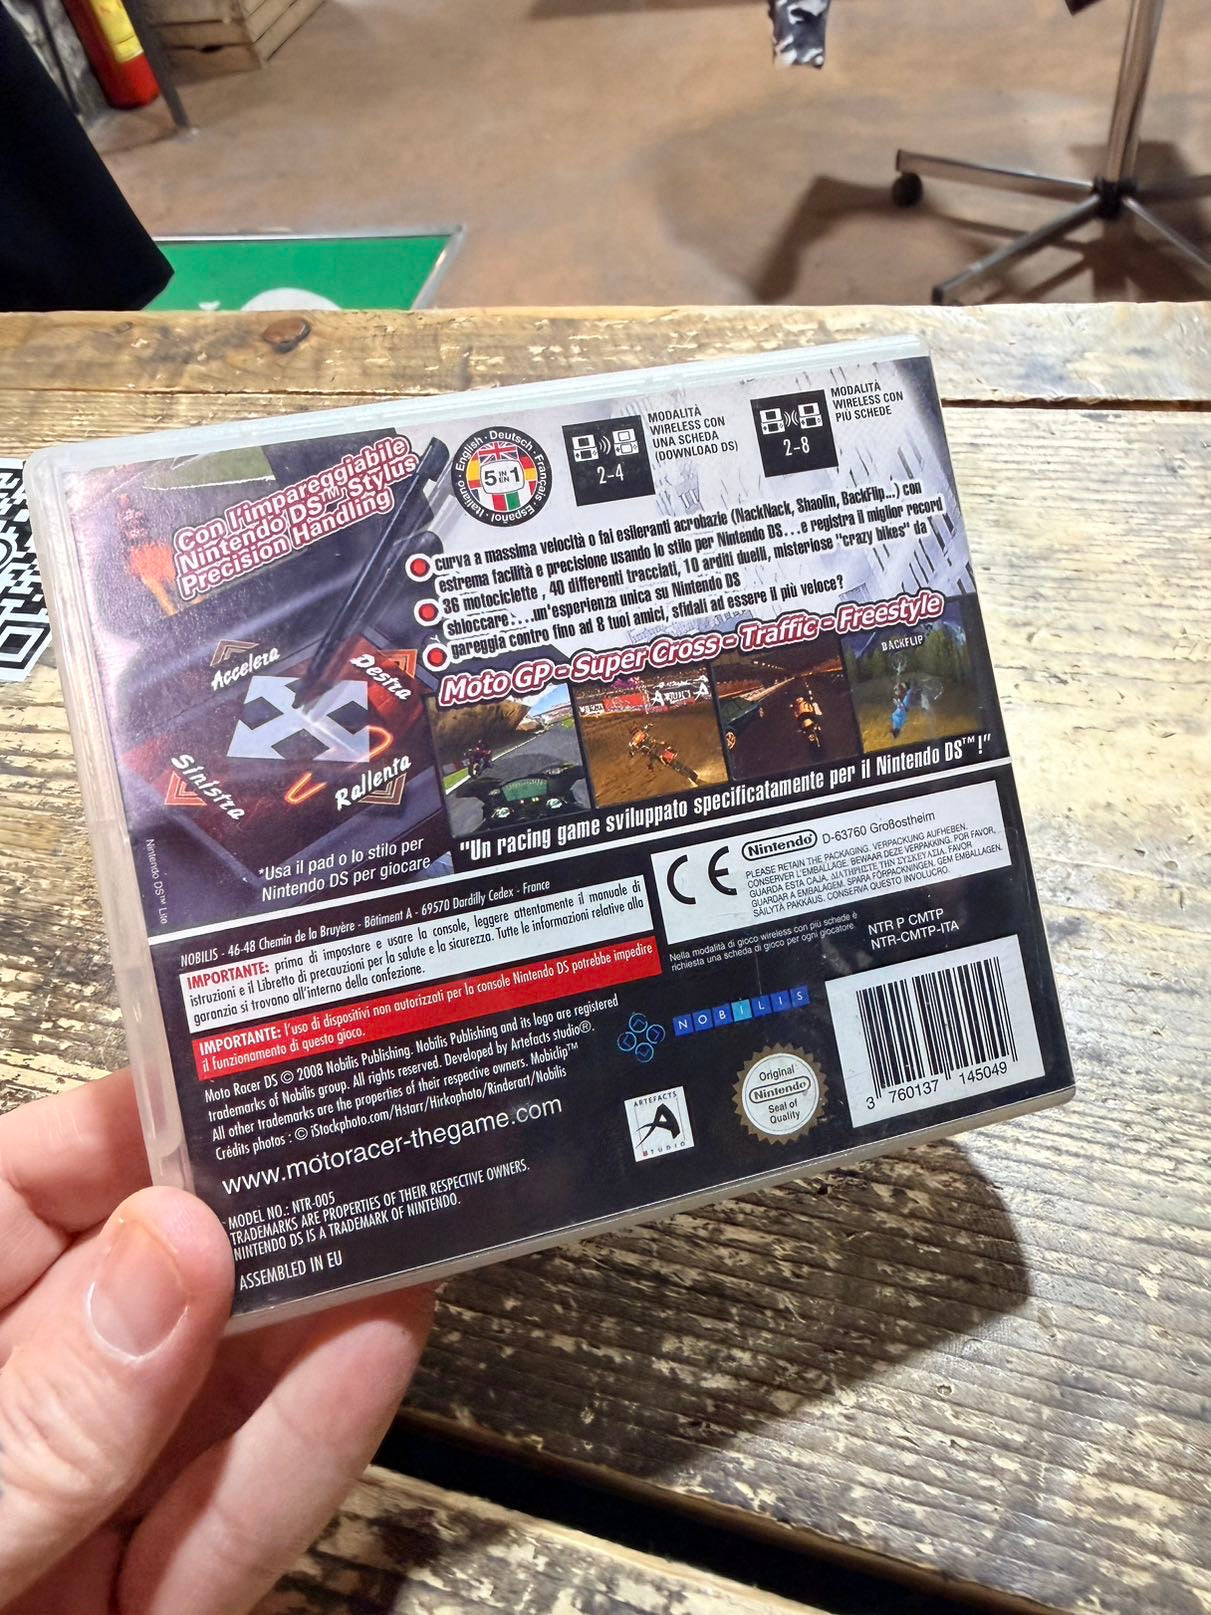 Con l'impareggiabile
Nintendo DS™ Stylus
Precision Handling
English · Deutsch · Français · Español · Italiano
5 IN EN 1
2-4
MODALITÀ
WIRELESS CON
UNA SCHEDA
(DOWNLOAD DS)
2-8
MODALITÀ
WIRELESS CON
PIÙ SCHEDE
curva a massima velocità o fai esileranti acrobazie (NackNack, Shaolin, BackFlip...) con
estrema facilità e precisione usando lo stilo per Nintendo DS...e registra il miglior record
36 motociclette , 40 differenti tracciati, 10 arditi duelli, misteriose "crazy bikes" da
sbloccare....un'esperienza unica su Nintendo DS
gareggia contro fino ad 8 tuoi amici, sfidali ad essere il più veloce?
Moto GP - Super Cross - Traffic - Freestyle
BACKFLIP
Accelera
Destra
Sinistra
Rallenta
*Usa il pad o lo stilo per
Nintendo DS per giocare
"Un racing game sviluppato specificatamente per il Nintendo DS™!"
Nintendo DS™ Lite
NOBILIS - 46-48 Chemin de la Bruyère - Bâtiment A - 69570 Dardilly Cedex - France
IMPORTANTE: prima di impostare e usare la console, leggere attentamente il manuale di
istruzioni e il Libretto di precauzioni per la salute e la sicurezza. Tutte le informazioni relative alla
garanzia si trovano all'interno della confezione.
IMPORTANTE: l'uso di dispositivi non autorizzati per la console Nintendo DS potrebbe impedire
il funzionamento di questo gioco.
CE
Nintendo
D-63760 Großostheim
PLEASE RETAIN THE PACKAGING. VERPACKUNG AUFHEBEN.
CONSERVER L'EMBALLAGE. BEWAAR DEZE VERPAKKING. POR FAVOR,
GUARDA ESTA CAJA. ΔΙΑΤΗΡΗΣΤΕ ΤΗΝ ΣΥΣΚΕΥΑΣΙΑ. FAVOR
GUARDAR A EMBALAGEM. SPARA FÖRPACKNINGEN. GEM EMBALLAGEN.
SÄILYTÄ PAKKAUS. CONSERVA QUESTO INVOLUCRO.
Nella modalità di gioco wireless con più schede è
richiesta una scheda di gioco per ogni giocatore.
NTR P CMTP
NTR-CMTP-ITA
Moto Racer DS © 2008 Nobilis Publishing. Nobilis Publishing and its logo are registered
trademarks of Nobilis group. All rights reserved. Developed by Artefacts studio®.
All other trademarks are the properties of their respective owners. Mobiclip™
Crédits photos : © iStockphoto.com/Hstarr/Hirkophoto/Rinderart/Nobilis
www.motoracer-thegame.com
NOBILIS
ARTEFACTS
STUDIO
Original
Nintendo
Seal of
Quality
3 760137 145049
MODEL NO.: NTR-005
TRADEMARKS ARE PROPERTIES OF THEIR RESPECTIVE OWNERS.
NINTENDO DS IS A TRADEMARK OF NINTENDO.
ASSEMBLED IN EU